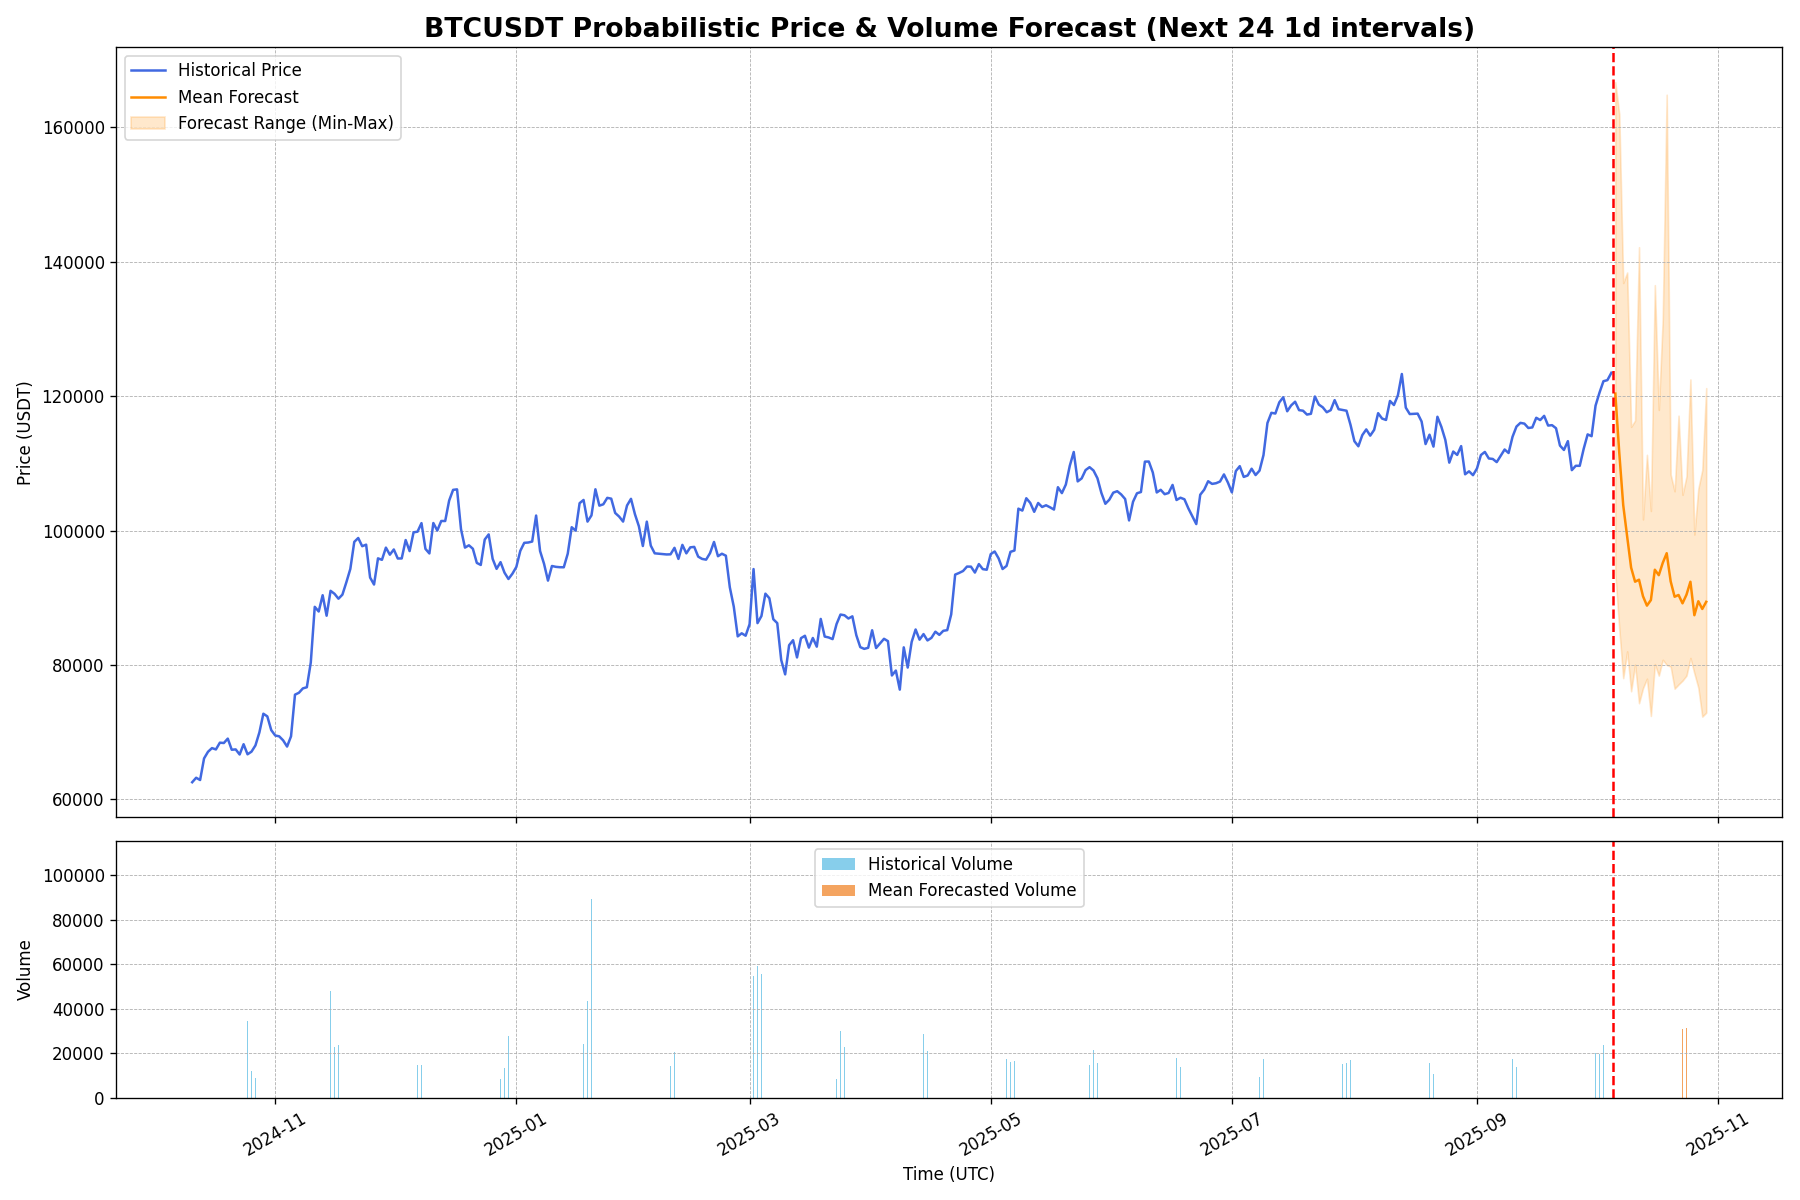 BTCUSDT Probabilistic Price & Volume Forecast (Next 24 1d intervals)
Historical Price
Mean Forecast
Forecast Range (Min-Max)
Price (USDT)
160000
140000
120000
100000
80000
60000
Historical Volume
Mean Forecasted Volume
Volume
100000
80000
60000
40000
20000
0
2024-11
2025-01
2025-03
2025-05
2025-07
2025-09
2025-11
Time (UTC)